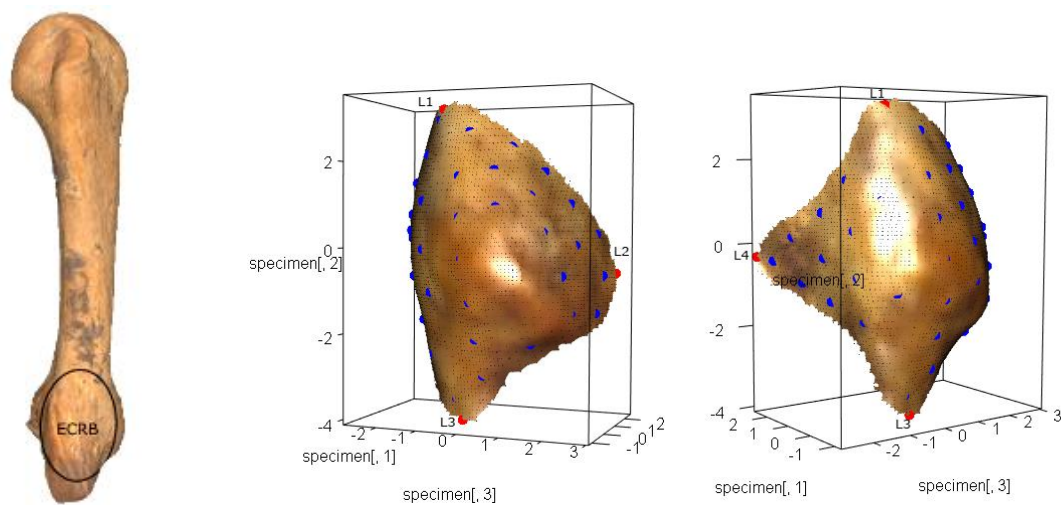 ECRB
L1
L2
L3
2
0
-2
-4
specimen[, 2]
-2 -1 0 1 2 3
-1 0 1 2
specimen[, 1]
specimen[, 3]
L1
L4
L3
2
0
-2
-4
specimen[, 2]
2 1 0 -1
-2 -1 0 1 2 3
specimen[, 1]
specimen[, 3]